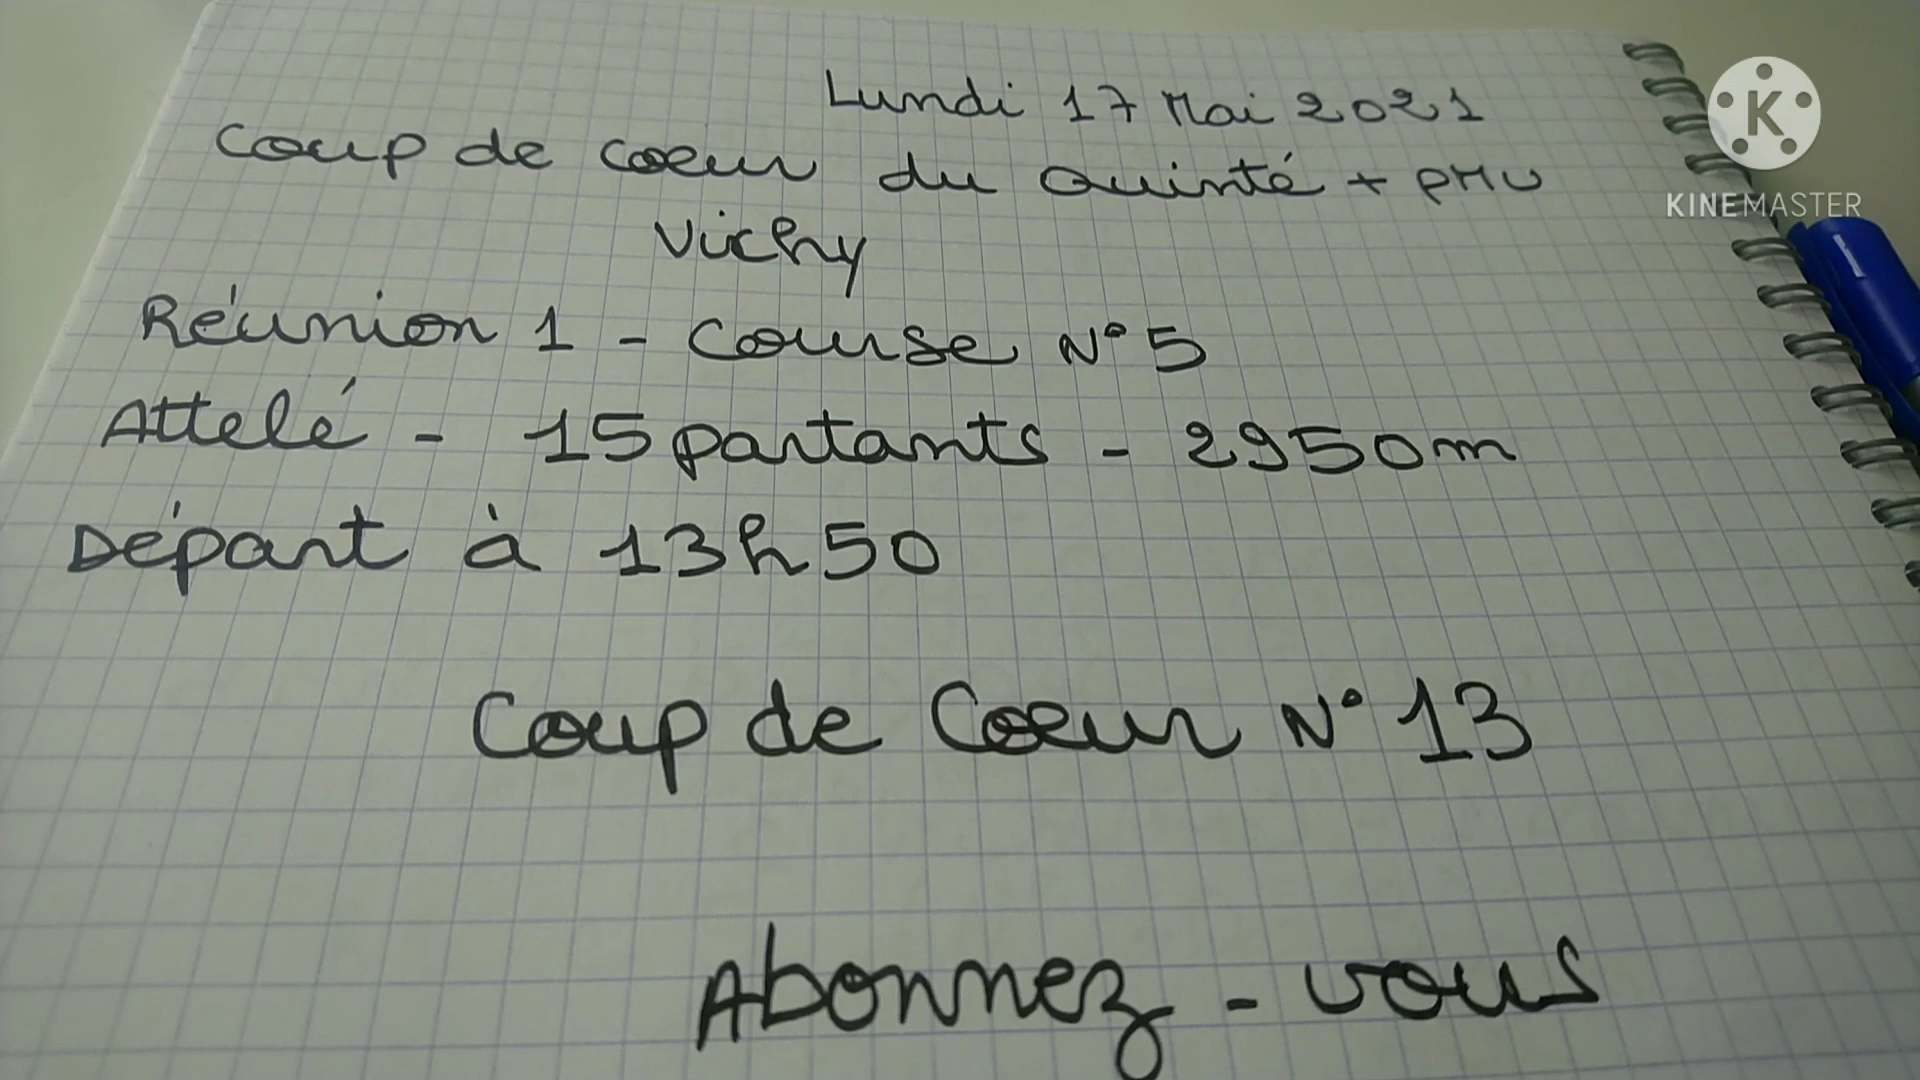 Lundi 17 Mai 2021
Coup de coeur du Quinté + PMU
Vichy
Réunion 1 - Course N°5
Attelé - 15 partants - 2950m
Départ à 13h50
Coup de Coeur N°13
Abonnez-vous
K
KINEMASTER